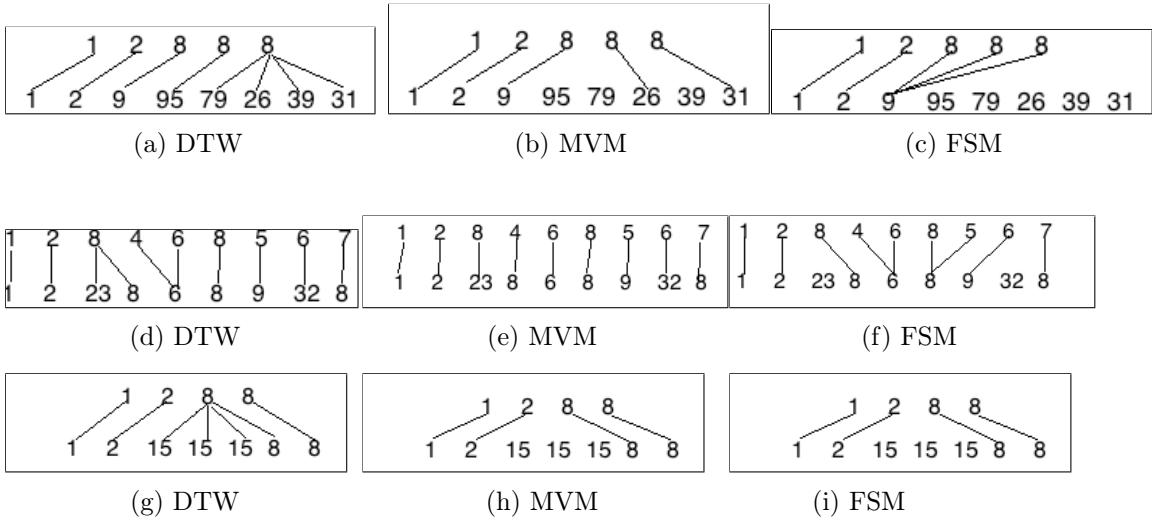 1 2 8 8 8
1 2 9 95 79 26 39 31
(a) DTW
1 2 8 8 8
1 2 9 95 79 26 39 31
(b) MVM
1 2 8 8 8
1 2 9 95 79 26 39 31
(c) FSM
1 2 8 4 6 8 5 6 7
1 2 23 8 6 8 9 32 8
(d) DTW
1 2 8 4 6 8 5 6 7
1 2 23 8 6 8 9 32 8
(e) MVM
1 2 8 4 6 8 5 6 7
1 2 23 8 6 8 9 32 8
(f) FSM
1 2 8 8
1 2 15 15 15 8 8
(g) DTW
1 2 8 8
1 2 15 15 15 8 8
(h) MVM
1 2 8 8
1 2 15 15 15 8 8
(i) FSM